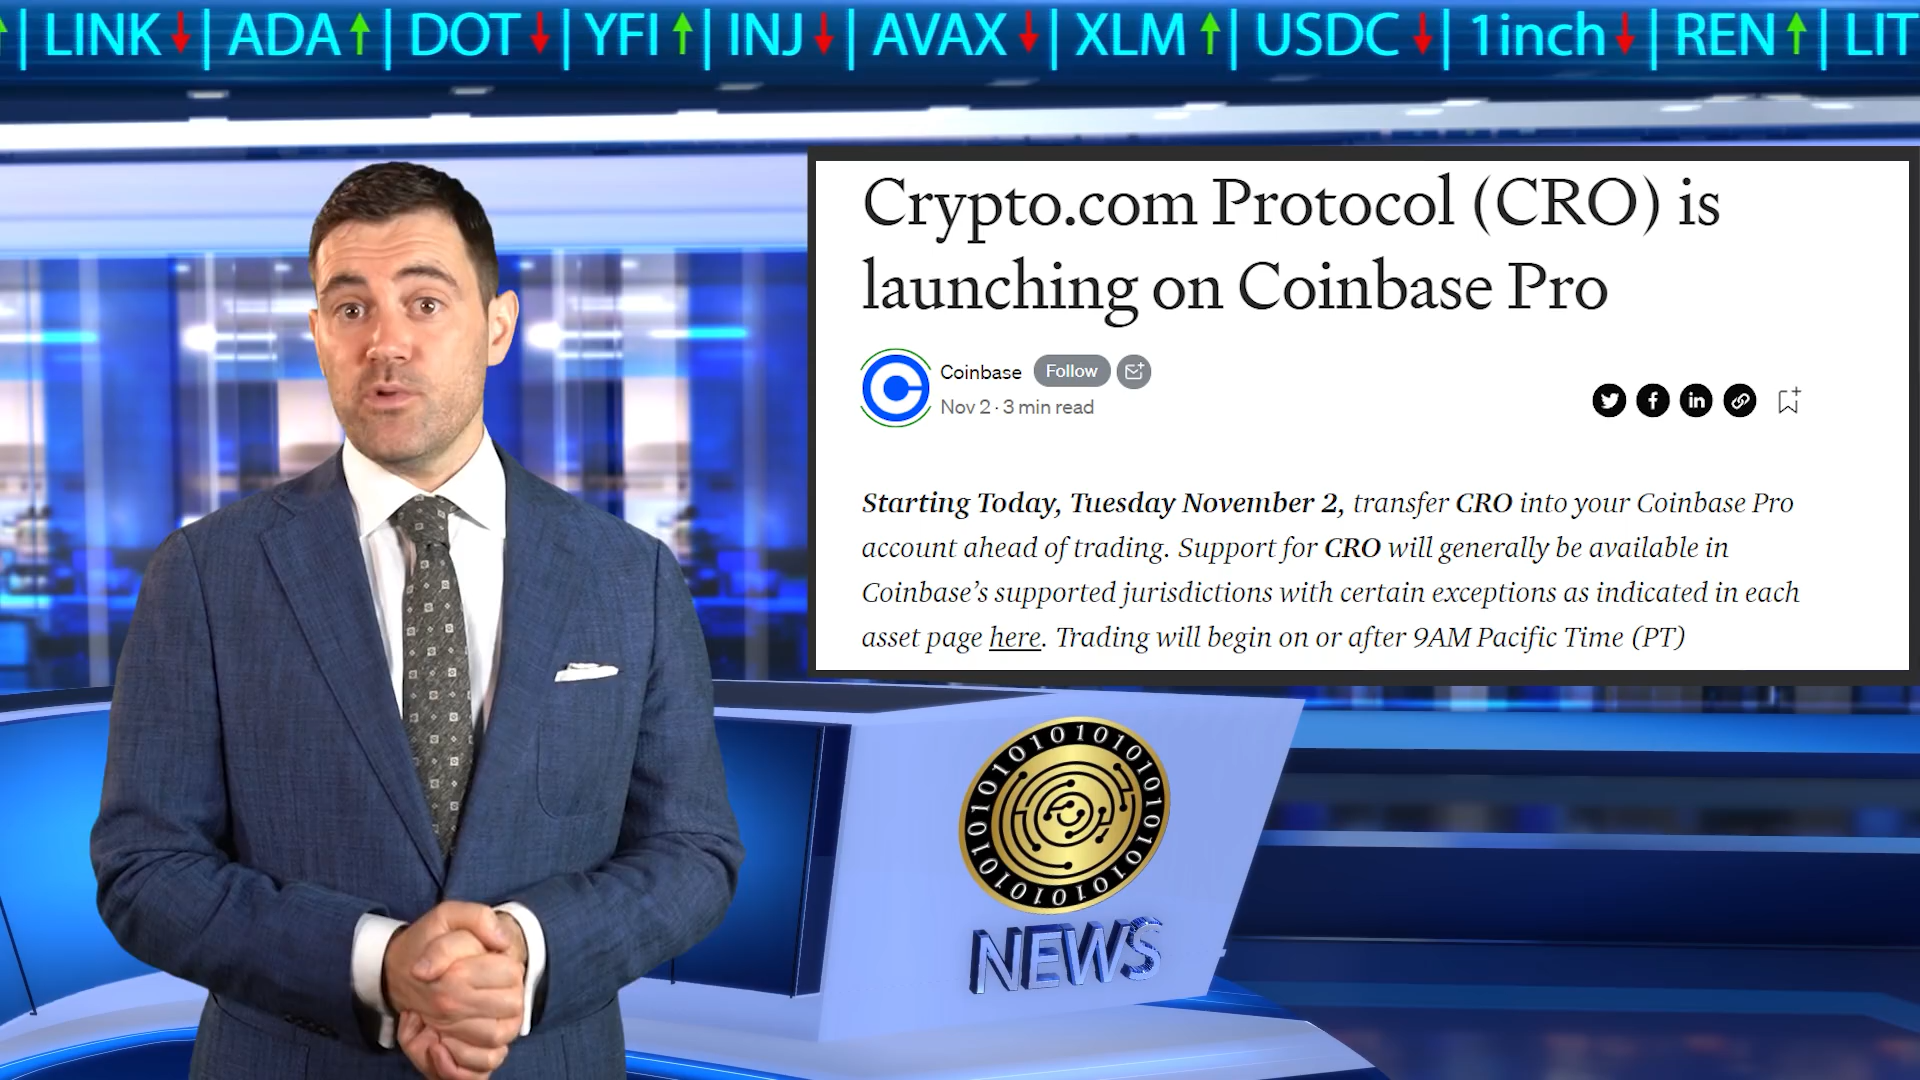 LINK ADA DOT YFI INJ AVAX XLM USDC 1inch REN LIT
Crypto.com Protocol (CRO) is
launching on Coinbase Pro
Coinbase Follow
Nov 2 · 3 min read
Starting Today, Tuesday November 2, transfer CRO into your Coinbase Pro
account ahead of trading. Support for CRO will generally be available in
Coinbase’s supported jurisdictions with certain exceptions as indicated in each
asset page here. Trading will begin on or after 9AM Pacific Time (PT)
NEWS